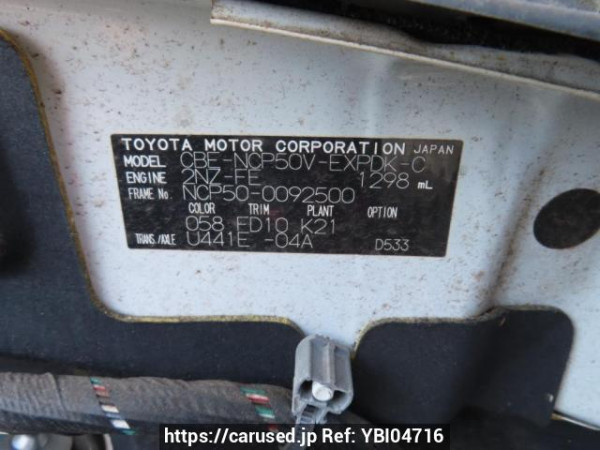 TOYOTA MOTOR CORPORATION JAPAN
MODEL CBE-NCP50V-EXPDK-C
ENGINE 2NZ-FE 1298 mL
FRAME No. NCP50-0092500
COLOR TRIM PLANT OPTION
058 ED10 K21
TRANS./AXLE U441E -04A D533
https://carused.jp Ref: YBI04716